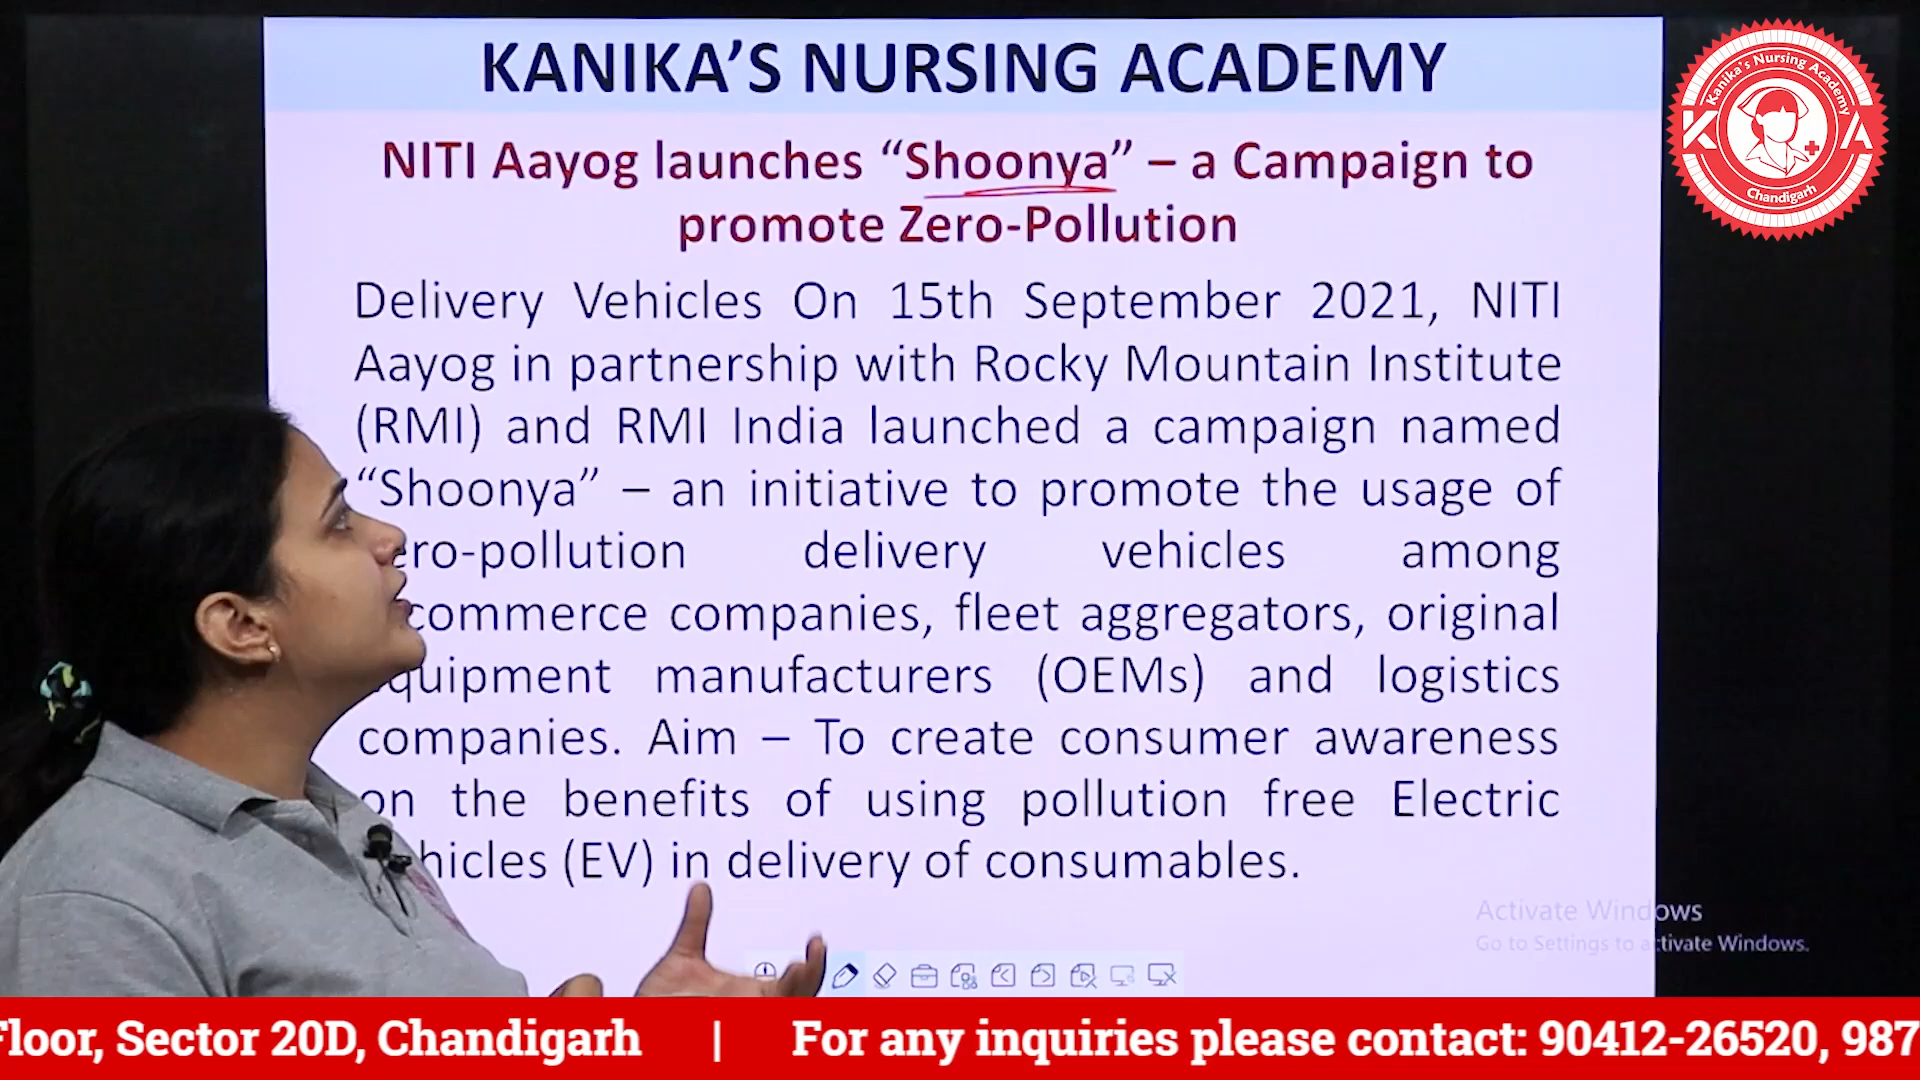 KANIKA’S NURSING ACADEMY
NITI Aayog launches “Shoonya” – a Campaign to
promote Zero-Pollution
Delivery Vehicles On 15th September 2021, NITI
Aayog in partnership with Rocky Mountain Institute
(RMI) and RMI India launched a campaign named
“Shoonya” – an initiative to promote the usage of
ero-pollution delivery vehicles among
commerce companies, fleet aggregators, original
quipment manufacturers (OEMs) and logistics
companies. Aim – To create consumer awareness
on the benefits of using pollution free Electric
hicles (EV) in delivery of consumables.
Kanika's Nursing Academy
K A
Chandigarh
Activate Windows
Go to Settings to activate Windows.
Floor, Sector 20D, Chandigarh | For any inquiries please contact: 90412-26520, 987